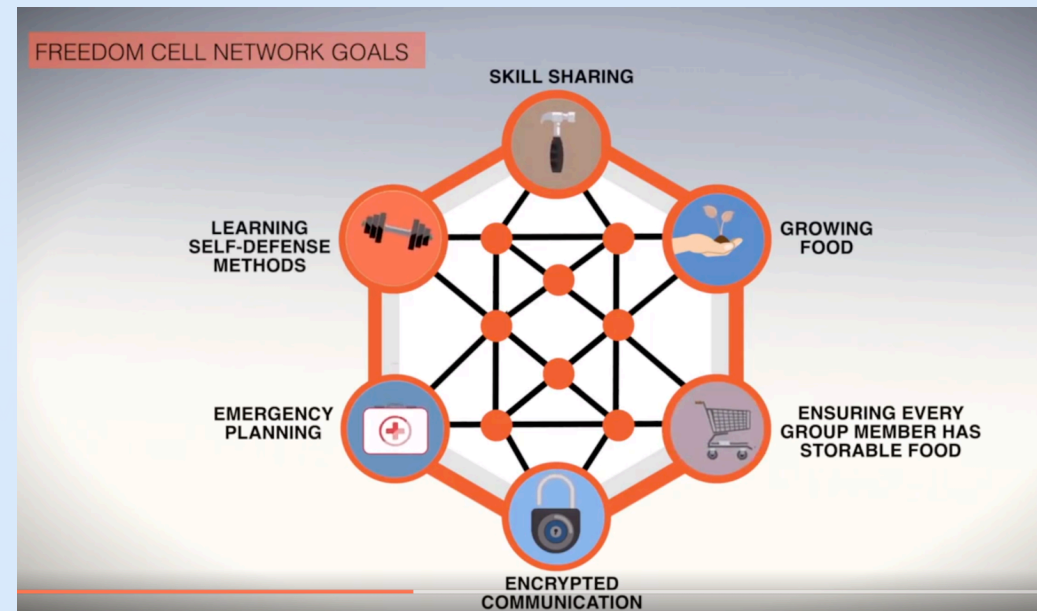 FREEDOM CELL NETWORK GOALS
SKILL SHARING
LEARNING
SELF-DEFENSE
METHODS
GROWING
FOOD
EMERGENCY
PLANNING
ENSURING EVERY
GROUP MEMBER HAS
STORABLE FOOD
ENCRYPTED
COMMUNICATION